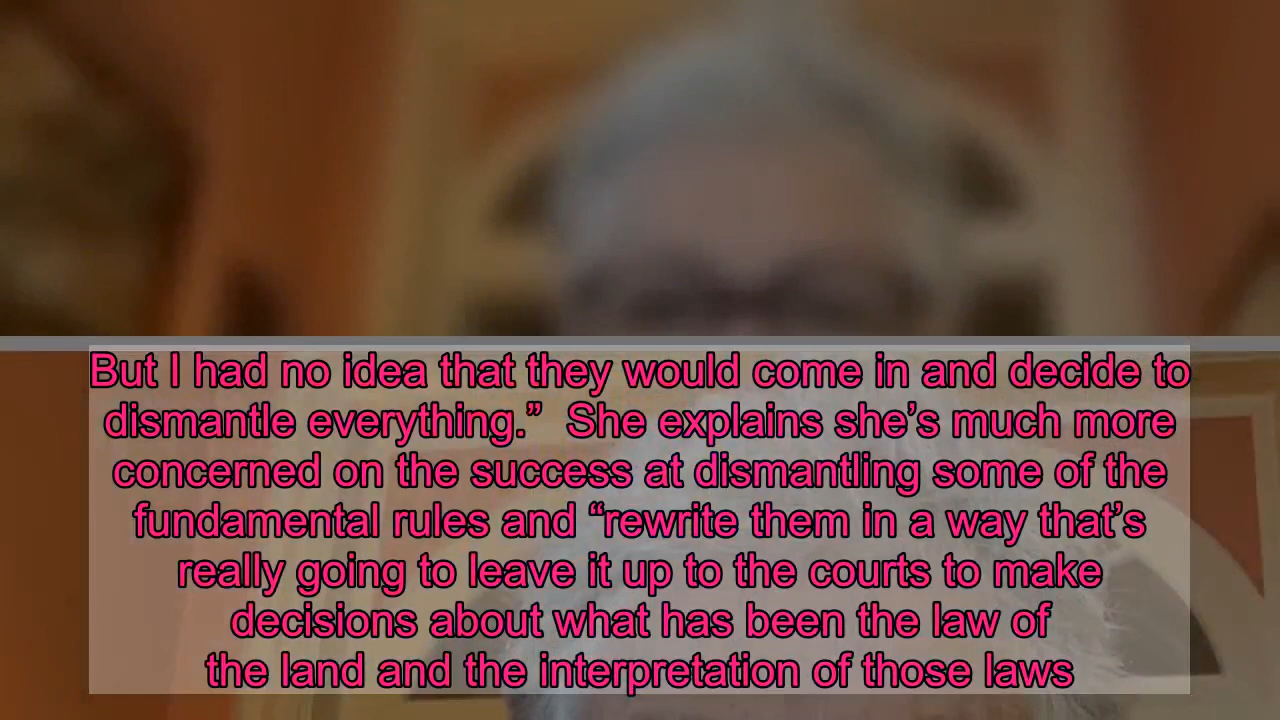 But I had no idea that they would come in and decide to
dismantle everything.”  She explains she’s much more
concerned on the success at dismantling some of the
fundamental rules and “rewrite them in a way that’s
really going to leave it up to the courts to make
decisions about what has been the law of
the land and the interpretation of those laws